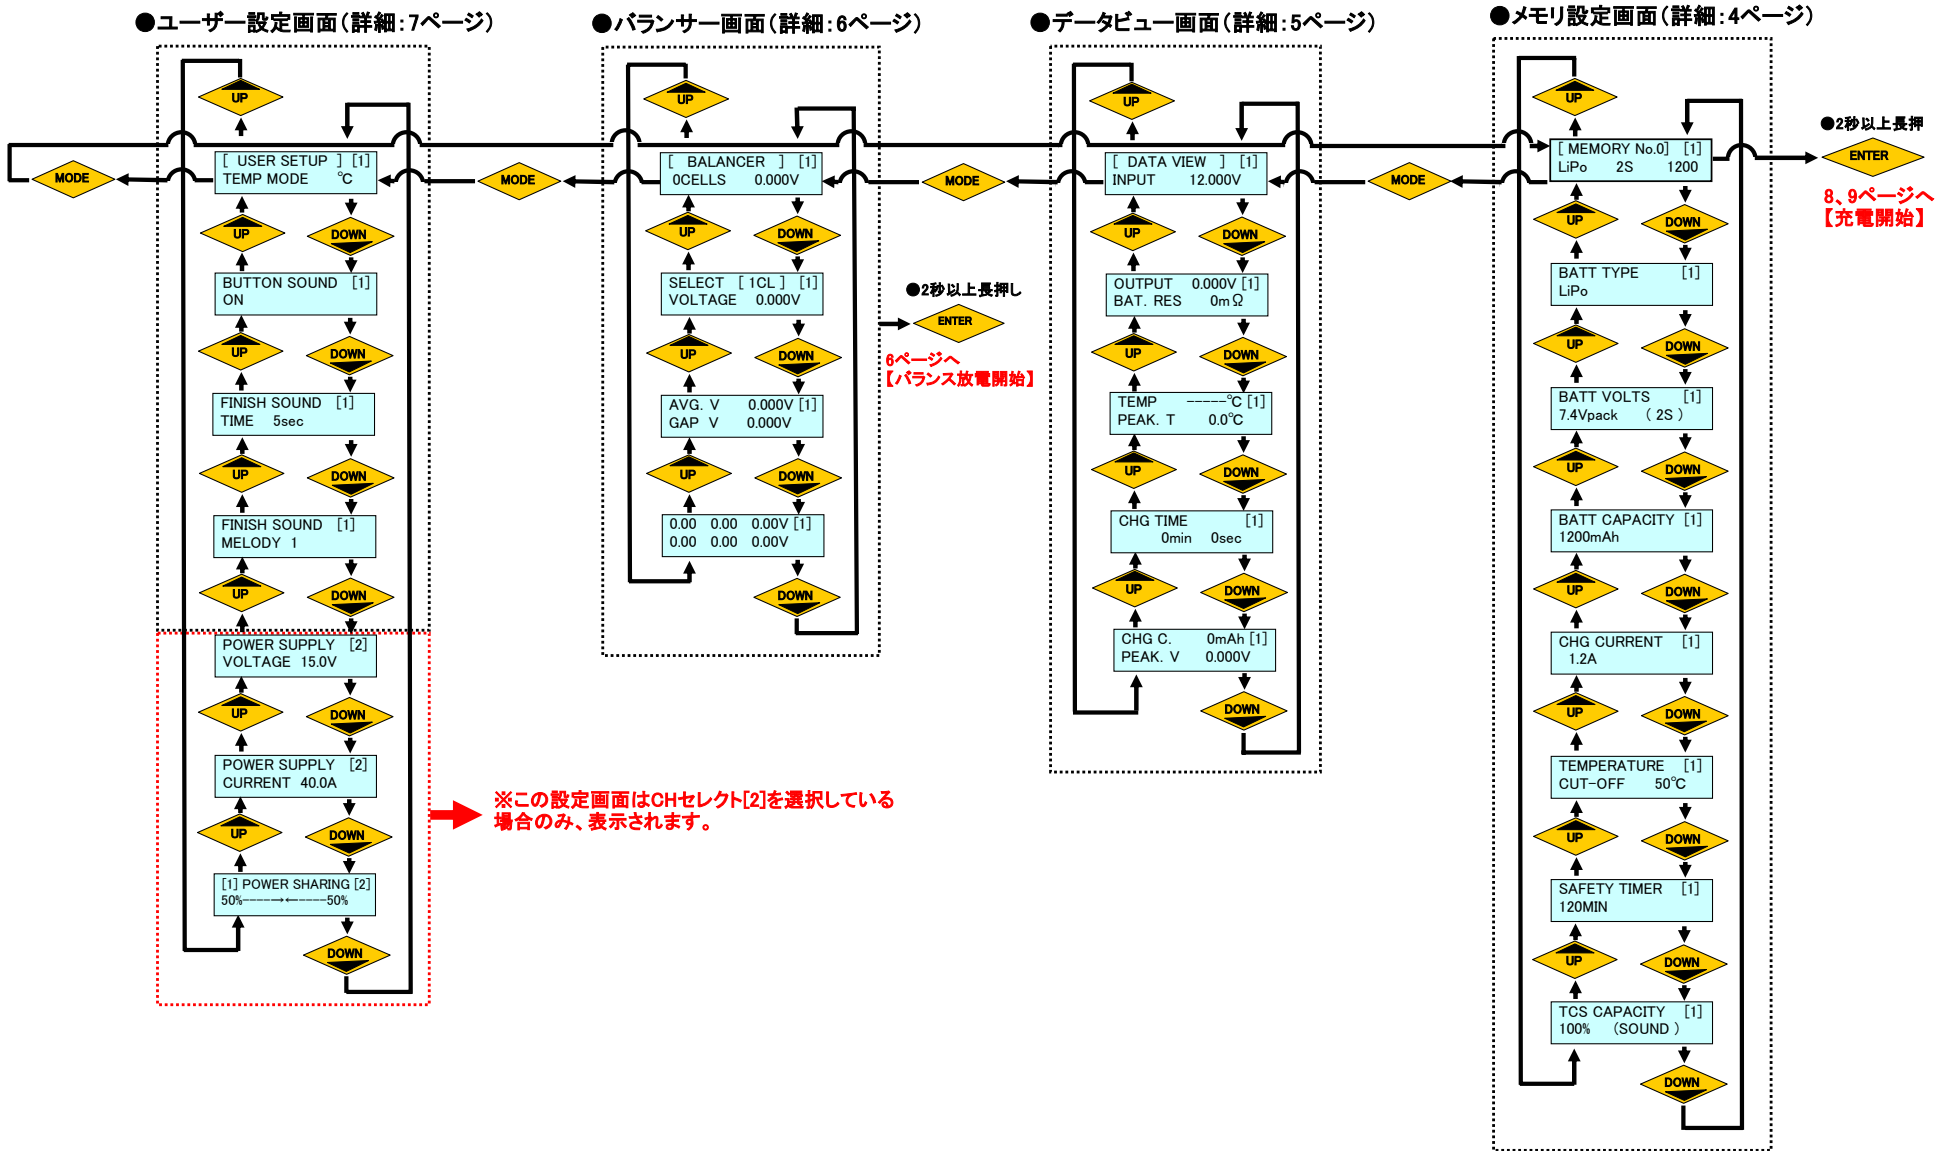 ●ユーザー設定画面(詳細:7ページ)
UP
[ USER SETUP ] [1]
TEMP MODE ℃
MODE
UP
DOWN
BUTTON SOUND [1]
ON
UP
DOWN
FINISH SOUND [1]
TIME 5sec
UP
DOWN
FINISH SOUND [1]
MELODY 1
UP
DOWN
POWER SUPPLY [2]
VOLTAGE 15.0V
UP
DOWN
POWER SUPPLY [2]
CURRENT 40.0A
UP
DOWN
[1] POWER SHARING [2]
50%----→←----50%
DOWN
※この設定画面はCHセレクト[2]を選択している
場合のみ、表示されます。
●バランサー画面(詳細:6ページ)
UP
[ BALANCER ] [1]
0CELLS 0.000V
MODE
UP
DOWN
SELECT [ 1CL ] [1]
VOLTAGE 0.000V
UP
DOWN
AVG. V 0.000V [1]
GAP V 0.000V
UP
DOWN
0.00 0.00 0.00V [1]
0.00 0.00 0.00V
DOWN
●2秒以上長押し
ENTER
6ページへ
【バランス放電開始】
●データビュー画面(詳細:5ページ)
UP
[ DATA VIEW ] [1]
INPUT 12.000V
MODE
UP
DOWN
OUTPUT 0.000V [1]
BAT. RES 0mΩ
UP
DOWN
TEMP -----℃ [1]
PEAK. T 0.0℃
UP
DOWN
CHG TIME [1]
0min 0sec
UP
DOWN
CHG C. 0mAh [1]
PEAK. V 0.000V
DOWN
●メモリ設定画面(詳細:4ページ)
UP
[ MEMORY No.0] [1]
LiPo 2S 1200
MODE
UP
DOWN
BATT TYPE [1]
LiPo
UP
DOWN
BATT VOLTS [1]
7.4Vpack ( 2S )
UP
DOWN
BATT CAPACITY [1]
1200mAh
UP
DOWN
CHG CURRENT [1]
1.2A
UP
DOWN
TEMPERATURE [1]
CUT-OFF 50℃
UP
DOWN
SAFETY TIMER [1]
120MIN
UP
DOWN
TCS CAPACITY [1]
100% (SOUND )
DOWN
●2秒以上長押
ENTER
8、9ページへ
【充電開始】